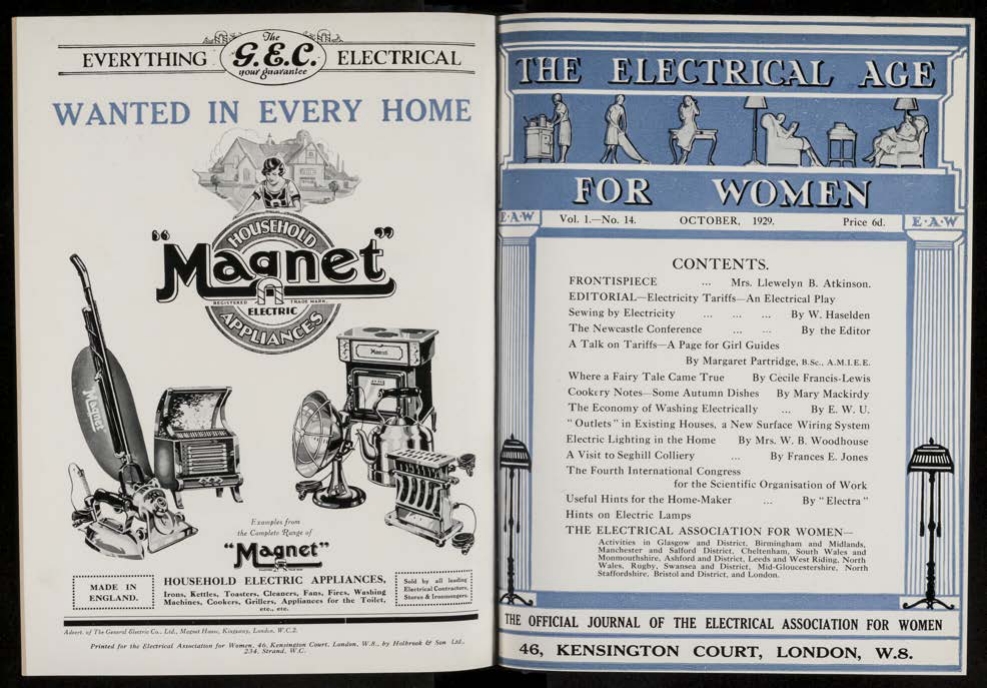 EVERYTHING The G.E.C. your guarantee ELECTRICAL
WANTED IN EVERY HOME
HOUSEHOLD
"Magnet"
REGISTERED TRADE MARK.
ELECTRIC
APPLIANCES
Magnet
Magnet
Examples from
the Complete Range of
"Magnet"
HOUSEHOLD ELECTRIC APPLIANCES.
Irons, Kettles, Toasters, Cleaners, Fans, Fires, Washing
Machines, Cookers, Grillers, Appliances for the Toilet,
etc., etc.
MADE IN
ENGLAND.
Sold by all leading
Electrical Contractors,
Stores & Ironmongers.
Advert. of The General Electric Co., Ltd., Magnet House, Kingsway, London, W.C.2.
Printed for the Electrical Association for Women, 46, Kensington Court, London, W.8., by Holbrook & Son Ltd.,
234, Strand, W.C.
THE ELECTRICAL AGE
FOR WOMEN
E·A·W Vol. 1.—No. 14. OCTOBER, 1929. Price 6d. E·A·W
CONTENTS.
FRONTISPIECE ... Mrs. Llewelyn B. Atkinson.
EDITORIAL—Electricity Tariffs—An Electrical Play
Sewing by Electricity ... ... ... By W. Haselden
The Newcastle Conference ... ... By the Editor
A Talk on Tariffs—A Page for Girl Guides
By Margaret Partridge, B.Sc., A.M.I.E.E.
Where a Fairy Tale Came True By Cecile Francis-Lewis
Cookery Notes—Some Autumn Dishes By Mary Mackirdy
The Economy of Washing Electrically ... By E. W. U.
"Outlets" in Existing Houses, a New Surface Wiring System
Electric Lighting in the Home By Mrs. W. B. Woodhouse
A Visit to Seghill Colliery ... By Frances E. Jones
The Fourth International Congress
for the Scientific Organisation of Work
Useful Hints for the Home-Maker ... By "Electra"
Hints on Electric Lamps
THE ELECTRICAL ASSOCIATION FOR WOMEN—
Activities in Glasgow and District, Birmingham and Midlands,
Manchester and Salford District, Cheltenham, South Wales and
Monmouthshire, Ashford and District, Leeds and West Riding, North
Wales, Rugby, Swansea and District, Mid-Gloucestershire, North
Staffordshire, Bristol and District, and London.
THE OFFICIAL JOURNAL OF THE ELECTRICAL ASSOCIATION FOR WOMEN
46, KENSINGTON COURT, LONDON, W.8.